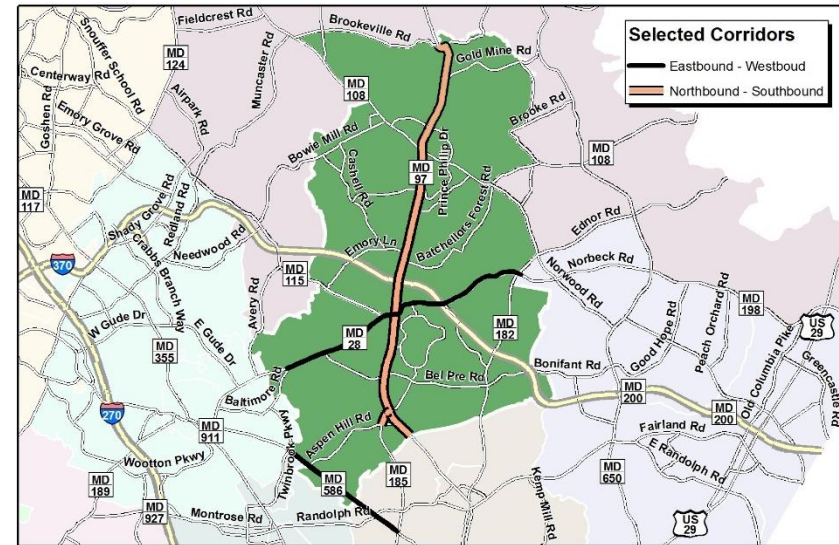 Selected Corridors
Eastbound - Westboud
Northbound - Southbound
Fieldcrest Rd
Brookeville Rd
Snouffer School Rd
MD 124
Muncaster Rd
Gold Mine Rd
Centerway Rd
Goshen Rd
Airpark Rd
MD 108
Emory Grove Rd
Brooke Rd
Bowie Mill Rd
Cashell Rd
Prince Philip Dr
MD 97
MD 108
MD 117
Shady Grove Rd
Redland Rd
Batchellors Forest Rd
Ednor Rd
Crabbs Branch Way
Needwood Rd
Emory Ln
Norbeck Rd
370
Avery Rd
MD 115
Norwood Rd
MD 198
W Gude Dr
MD 355
E Gude Dr
MD 28
MD 182
Good Hope Rd
Peach Orchard Rd
Old Columbia Pike
US 29
Greencastle Rd
Bonifant Rd
Bel Pre Rd
Baltimore Rd
MD 200
MD 200
270
MD 911
Twinbrook Pkwy
Aspen Hill Rd
Fairland Rd
E Randolph Rd
Wootton Pkwy
MD 189
MD 586
MD 185
Kemp Mill Rd
MD 650
MD 927
Montrose Rd
Randolph Rd
US 29